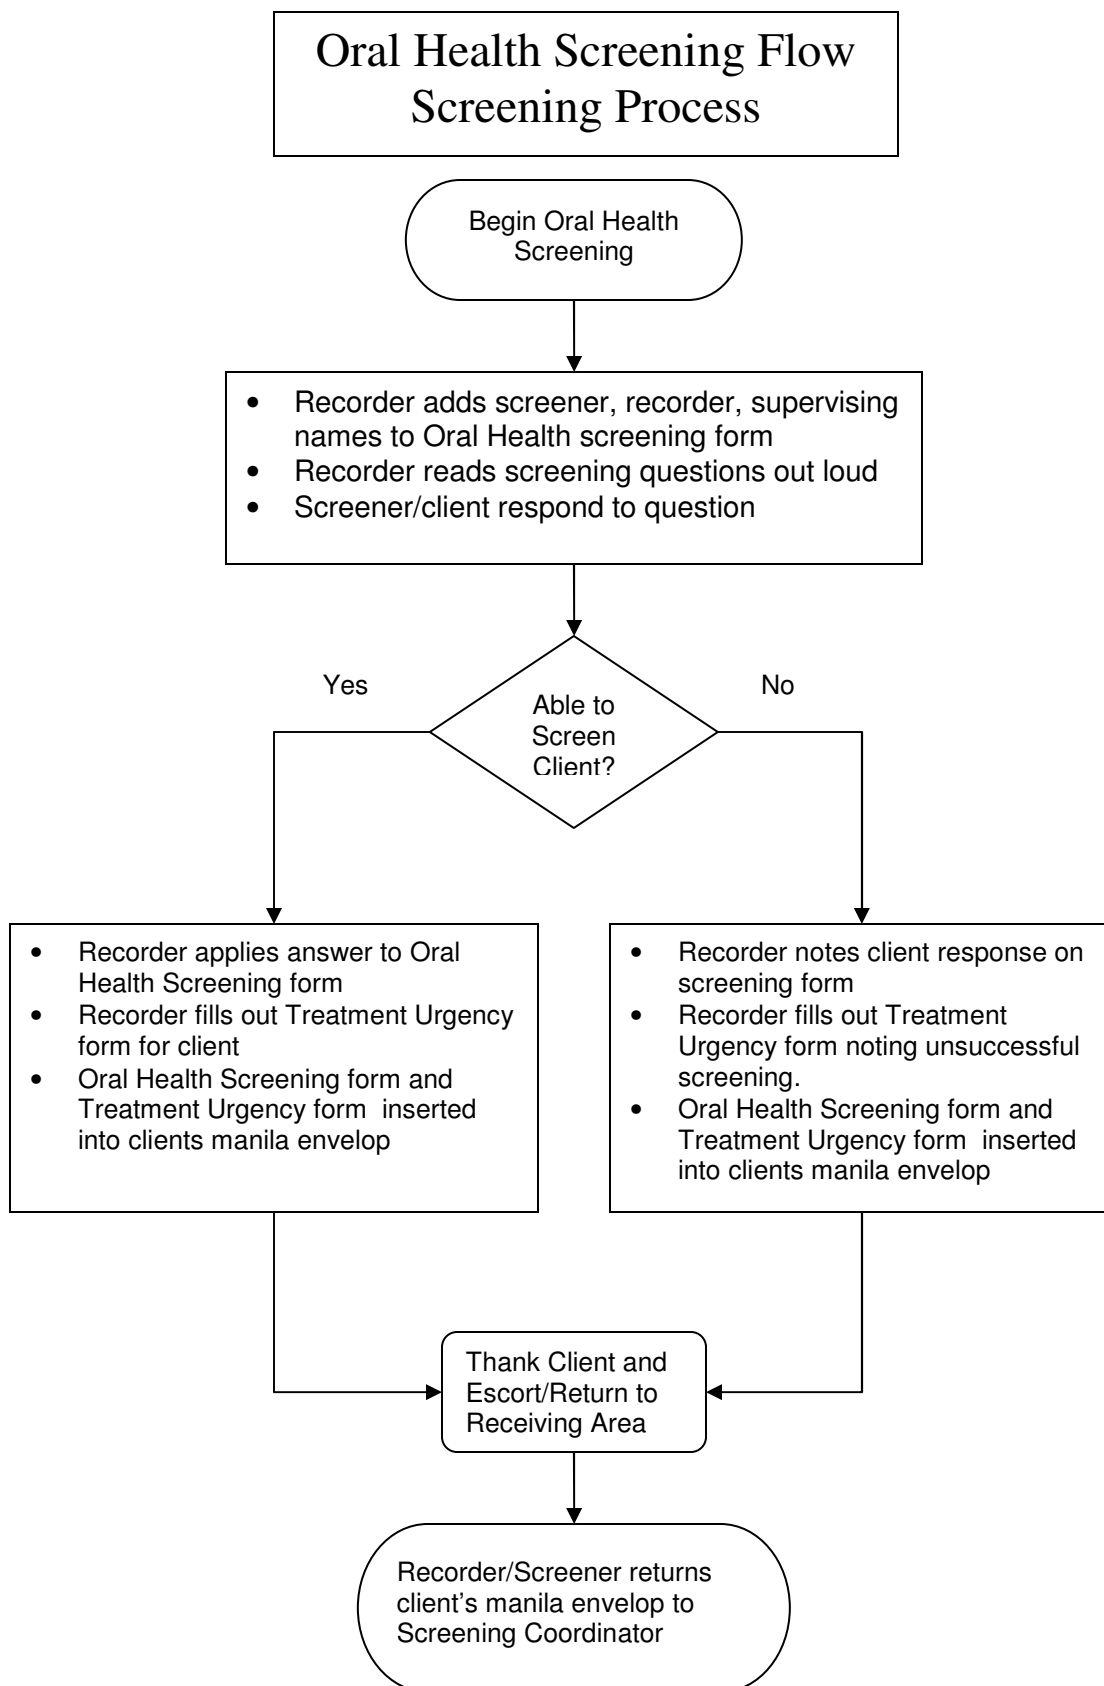 Oral Health Screening Flow
Screening Process
Begin Oral Health
Screening
• Recorder adds screener, recorder, supervising
names to Oral Health screening form
• Recorder reads screening questions out loud
• Screener/client respond to question
Yes
No
Able to
Screen
Client?
• Recorder applies answer to Oral
Health Screening form
• Recorder fills out Treatment Urgency
form for client
• Oral Health Screening form and
Treatment Urgency form  inserted
into clients manila envelop
• Recorder notes client response on
screening form
• Recorder fills out Treatment
Urgency form noting unsuccessful
screening.
• Oral Health Screening form and
Treatment Urgency form  inserted
into clients manila envelop
Thank Client and
Escort/Return to
Receiving Area
Recorder/Screener returns
client’s manila envelop to
Screening Coordinator